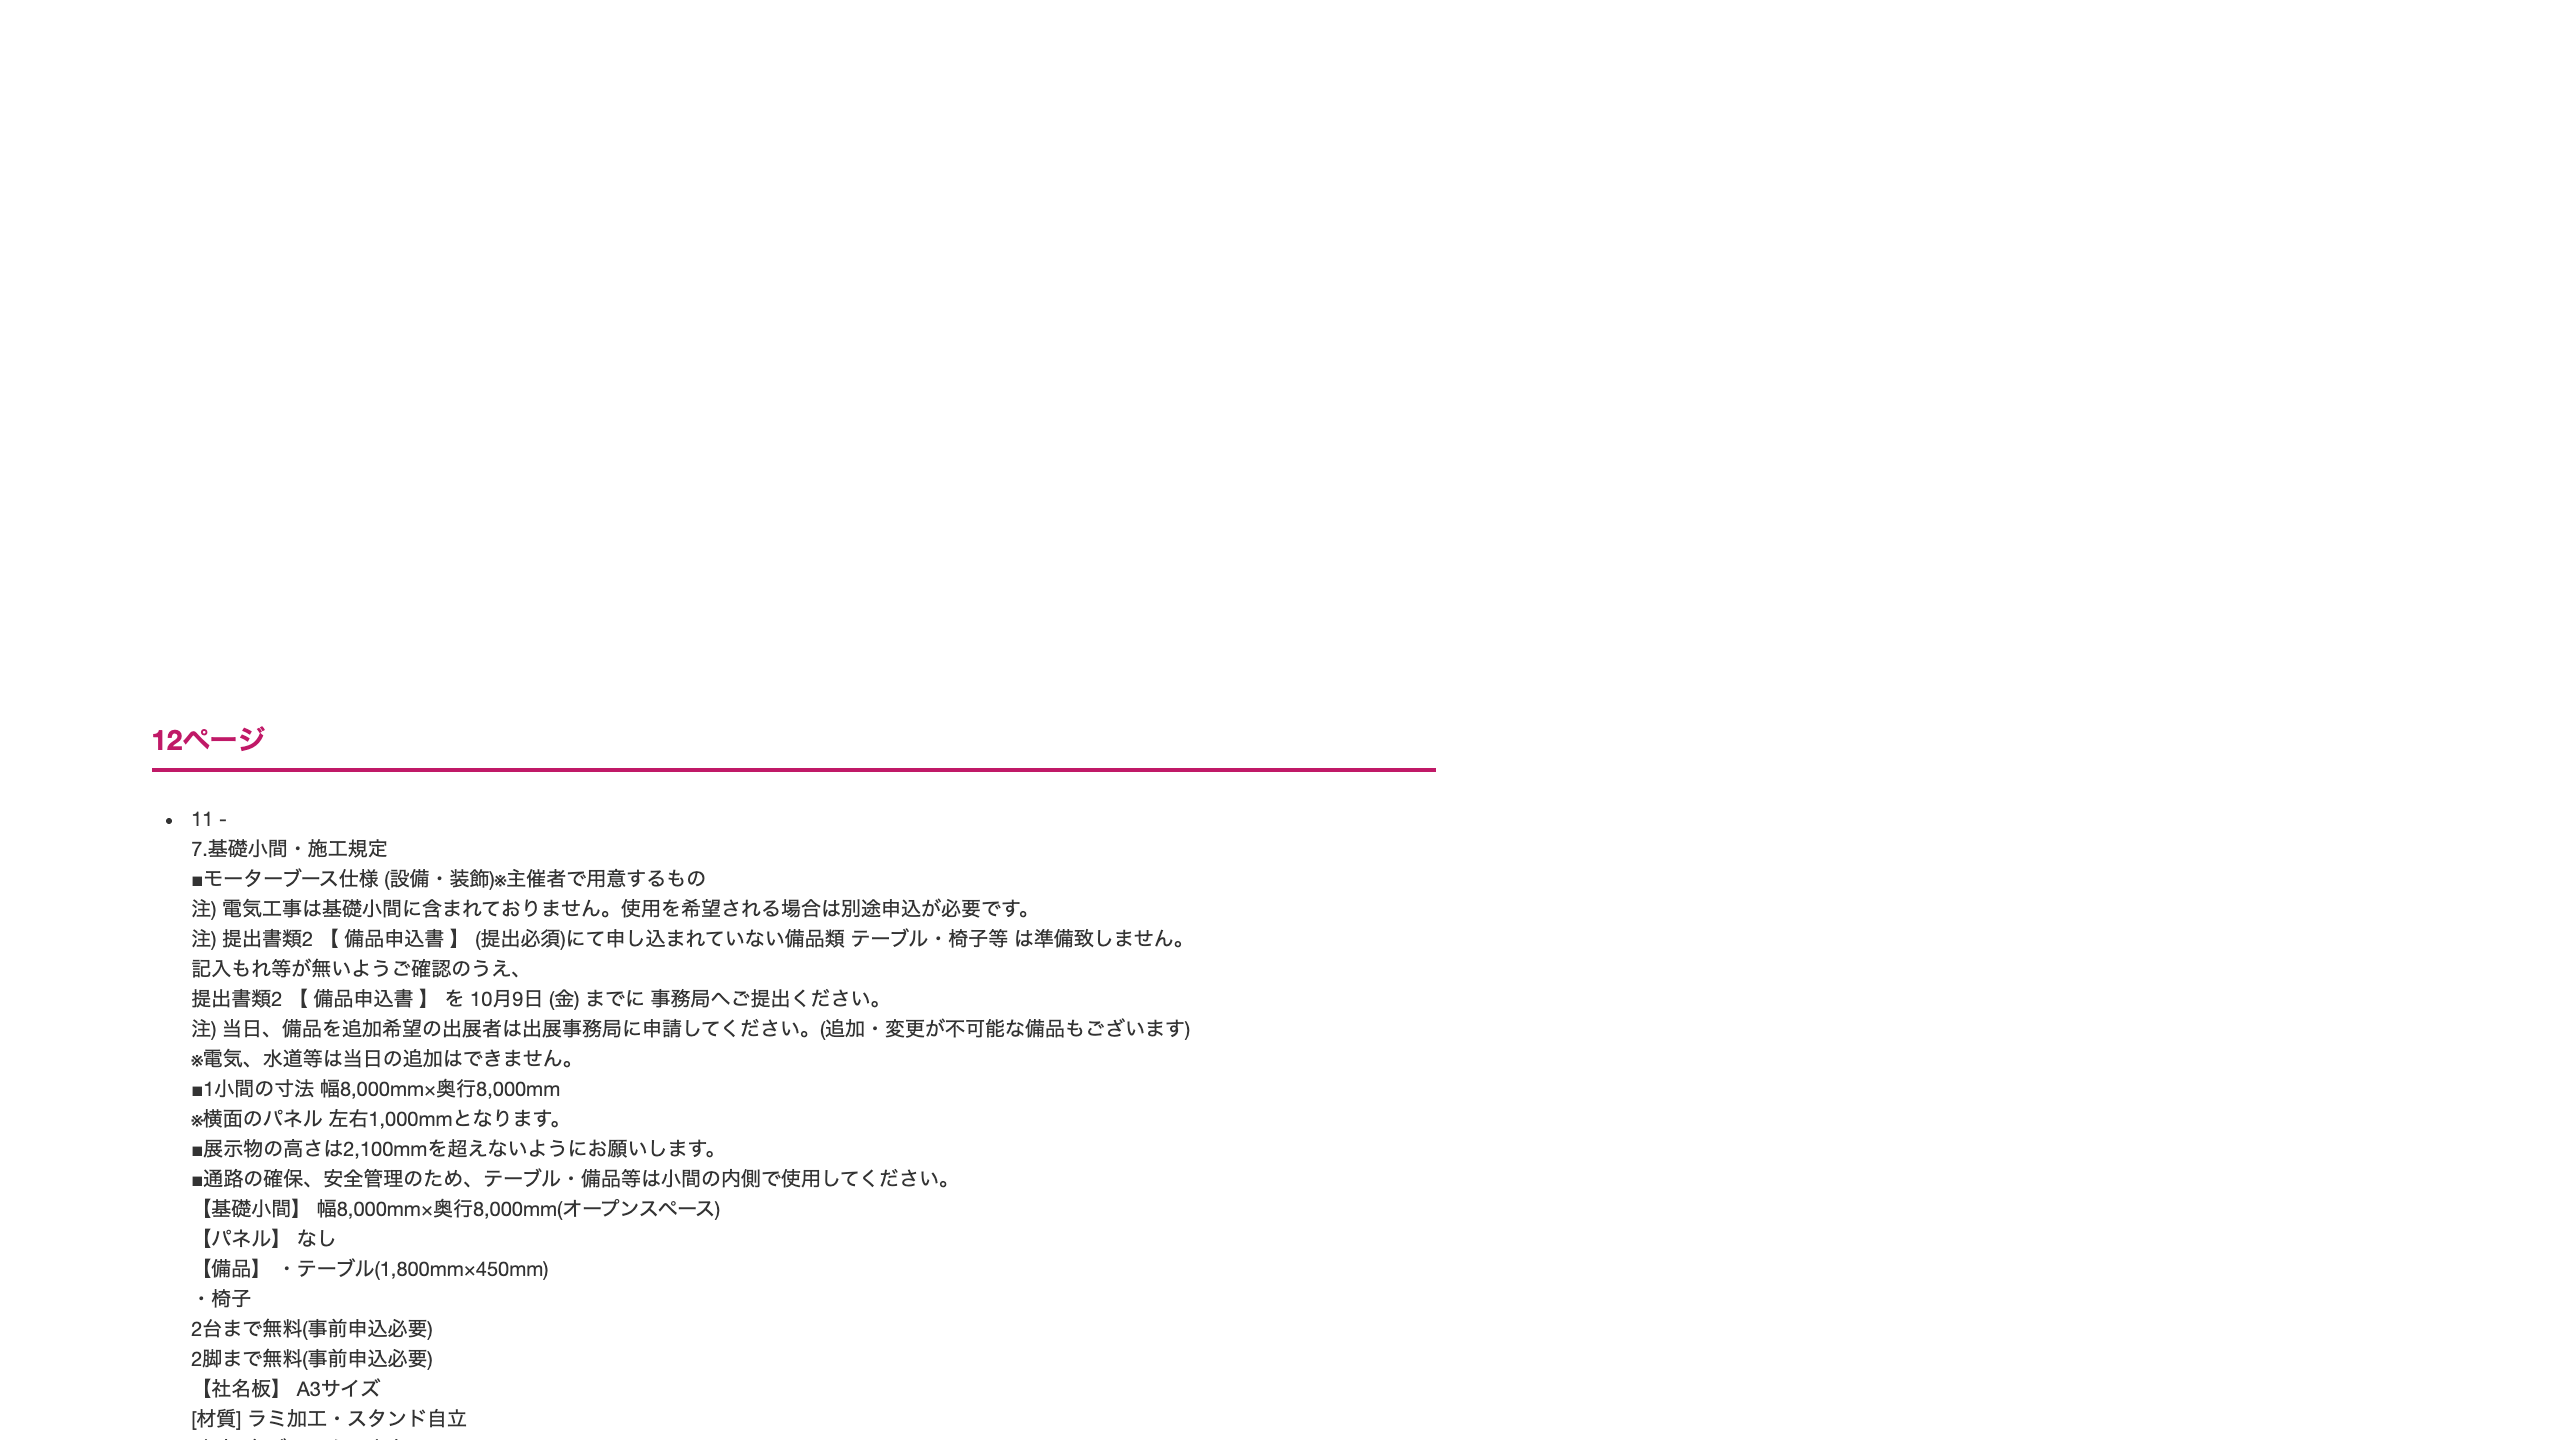 12ページ
• 11 -
7.基礎小間・施工規定
■モーターブース仕様 (設備・装飾)※主催者で用意するもの
注) 電気工事は基礎小間に含まれておりません。使用を希望される場合は別途申込が必要です。
注) 提出書類2 【 備品申込書 】 (提出必須)にて申し込まれていない備品類 テーブル・椅子等 は準備致しません。
記入もれ等が無いようご確認のうえ、
提出書類2 【 備品申込書 】 を 10月9日 (金) までに 事務局へご提出ください。
注) 当日、備品を追加希望の出展者は出展事務局に申請してください。(追加・変更が不可能な備品もございます)
※電気、水道等は当日の追加はできません。
■1小間の寸法 幅8,000mm×奥行8,000mm
※横面のパネル 左右1,000mmとなります。
■展示物の高さは2,100mmを超えないようにお願いします。
■通路の確保、安全管理のため、テーブル・備品等は小間の内側で使用してください。
【基礎小間】 幅8,000mm×奥行8,000mm(オープンスペース)
【パネル】 なし
【備品】 ・テーブル(1,800mm×450mm)
・椅子
2台まで無料(事前申込必要)
2脚まで無料(事前申込必要)
【社名板】 A3サイズ
[材質] ラミ加工・スタンド自立